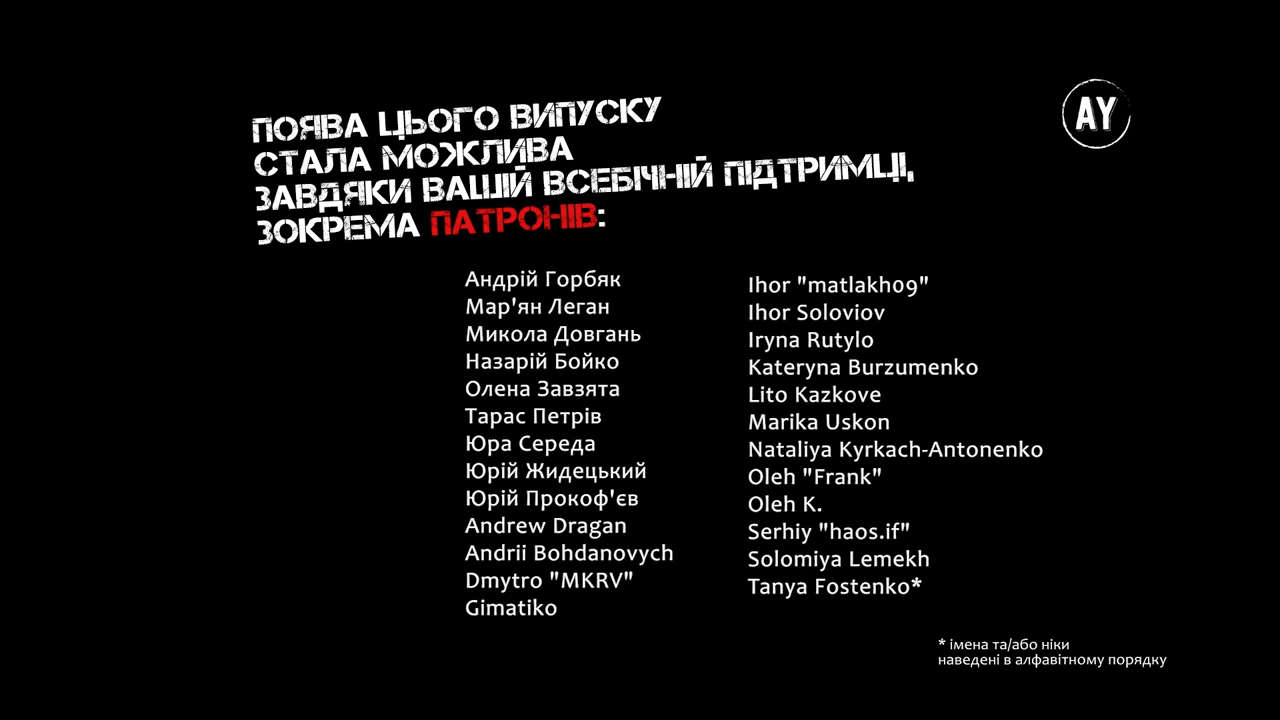 ПОЯВА ЦЬОГО ВИПУСКУ
СТАЛА МОЖЛИВА
ЗАВДЯКИ ВАШІЙ ВСЕБІЧНІЙ ПІДТРИМЦІ,
ЗОКРЕМА ПАТРОНІВ:
АУ
Андрій Горбяк
Мар'ян Леган
Микола Довгань
Назарій Бойко
Олена Завзята
Тарас Петрів
Юра Середа
Юрій Жидецький
Юрій Прокоф'єв
Andrew Dragan
Andrii Bohdanovych
Dmytro "MKRV"
Gimatiko
Ihor "matlakh09"
Ihor Soloviov
Iryna Rutylo
Kateryna Burzumenko
Lito Kazkove
Marika Uskon
Nataliya Kyrkach-Antonenko
Oleh "Frank"
Oleh K.
Serhiy "haos.if"
Solomiya Lemekh
Tanya Fostenko*
* імена та/або ніки
наведені в алфавітному порядку